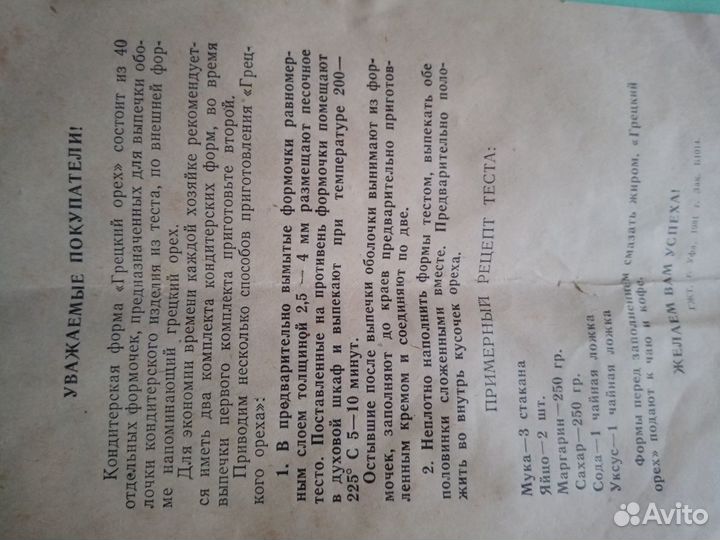 УВАЖАЕМЫЕ ПОКУПАТЕЛИ!
Кондитерская форма «Грецкий орех» состоит из 40
отдельных формочек, предназначенных для выпечки обо-
лочки кондитерского изделия из теста, по внешней фор-
ме напоминающий грецкий орех.
Для экономии времени каждой хозяйке рекомендует-
ся иметь два комплекта кондитерских форм, во время
выпечки первого комплекта приготовьте второй.
Приводим несколько способов приготовления «Грец-
кого ореха»:
1. В предварительно вымытые формочки равномер-
ным слоем толщиной 2,5 — 4 мм размещают песочное
тесто. Поставленные на противень формочки помещают
в духовой шкаф и выпекают при температуре 200—
225° С 5—10 минут.
Остывшие после выпечки оболочки вынимают из фор-
мочек, заполняют до краев предварительно приготов-
ленным кремом и соединяют по две.
2. Неплотно наполнить формы тестом, выпекать обе
половинки сложенными вместе. Предварительно поло-
жить во внутрь кусочек ореха.
ПРИМЕРНЫЙ РЕЦЕПТ ТЕСТА:
Мука—3 стакана
Яйцо—2 шт.
Маргарин—250 гр.
Сахар—250 гр.
Сода—1 чайная ложка
Уксус—1 чайная ложка
Формы перед заполнением смазать жиром. «Грецкий
орех» подают к чаю и кофе.
ЖЕЛАЕМ ВАМ УСПЕХА!
г. Уфа, 1981 г. Зак.
Avito